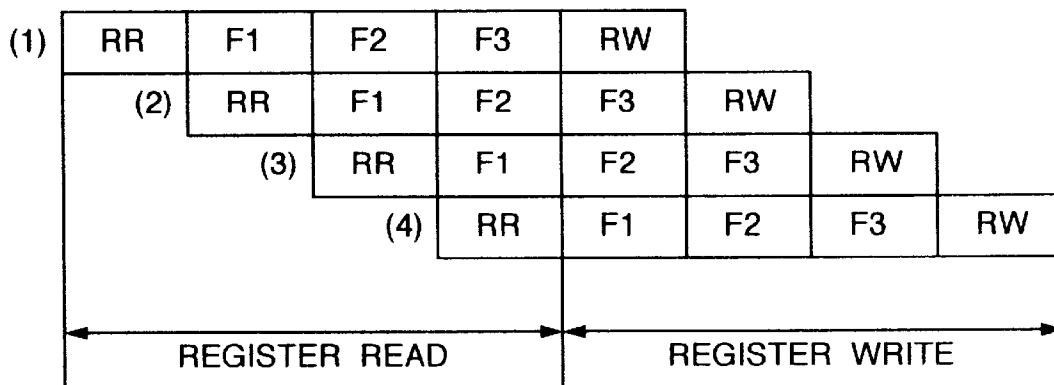 (1) RR F1 F2 F3 RW
(2) RR F1 F2 F3 RW
(3) RR F1 F2 F3 RW
(4) RR F1 F2 F3 RW
REGISTER READ REGISTER WRITE